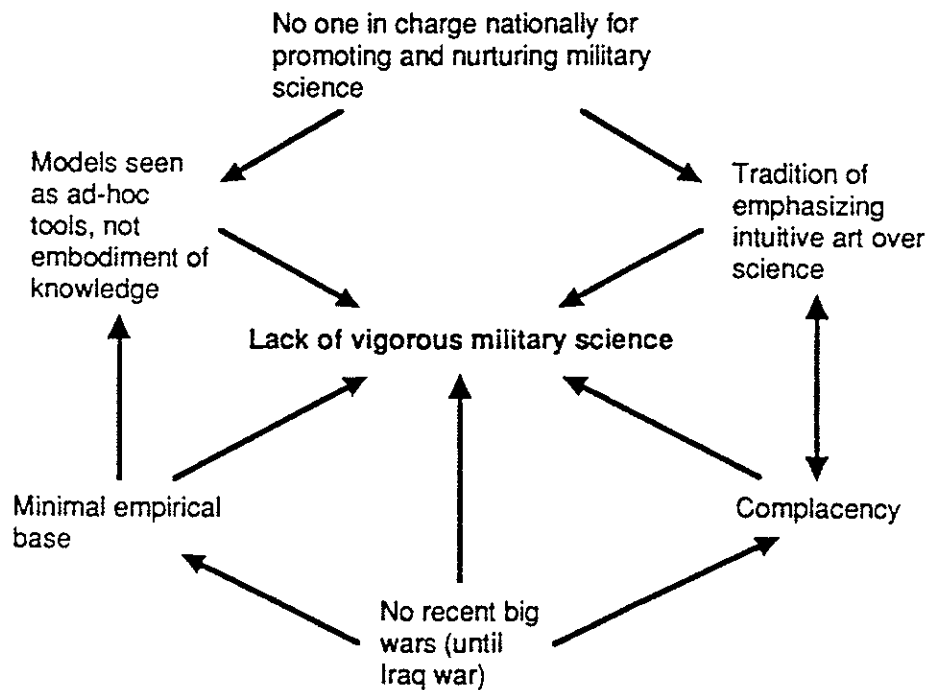 No one in charge nationally for
promoting and nurturing military
science
Models seen
as ad-hoc
tools, not
embodiment of
knowledge
Tradition of
emphasizing
intuitive art over
science
Lack of vigorous military science
Minimal empirical
base
Complacency
No recent big
wars (until
Iraq war)